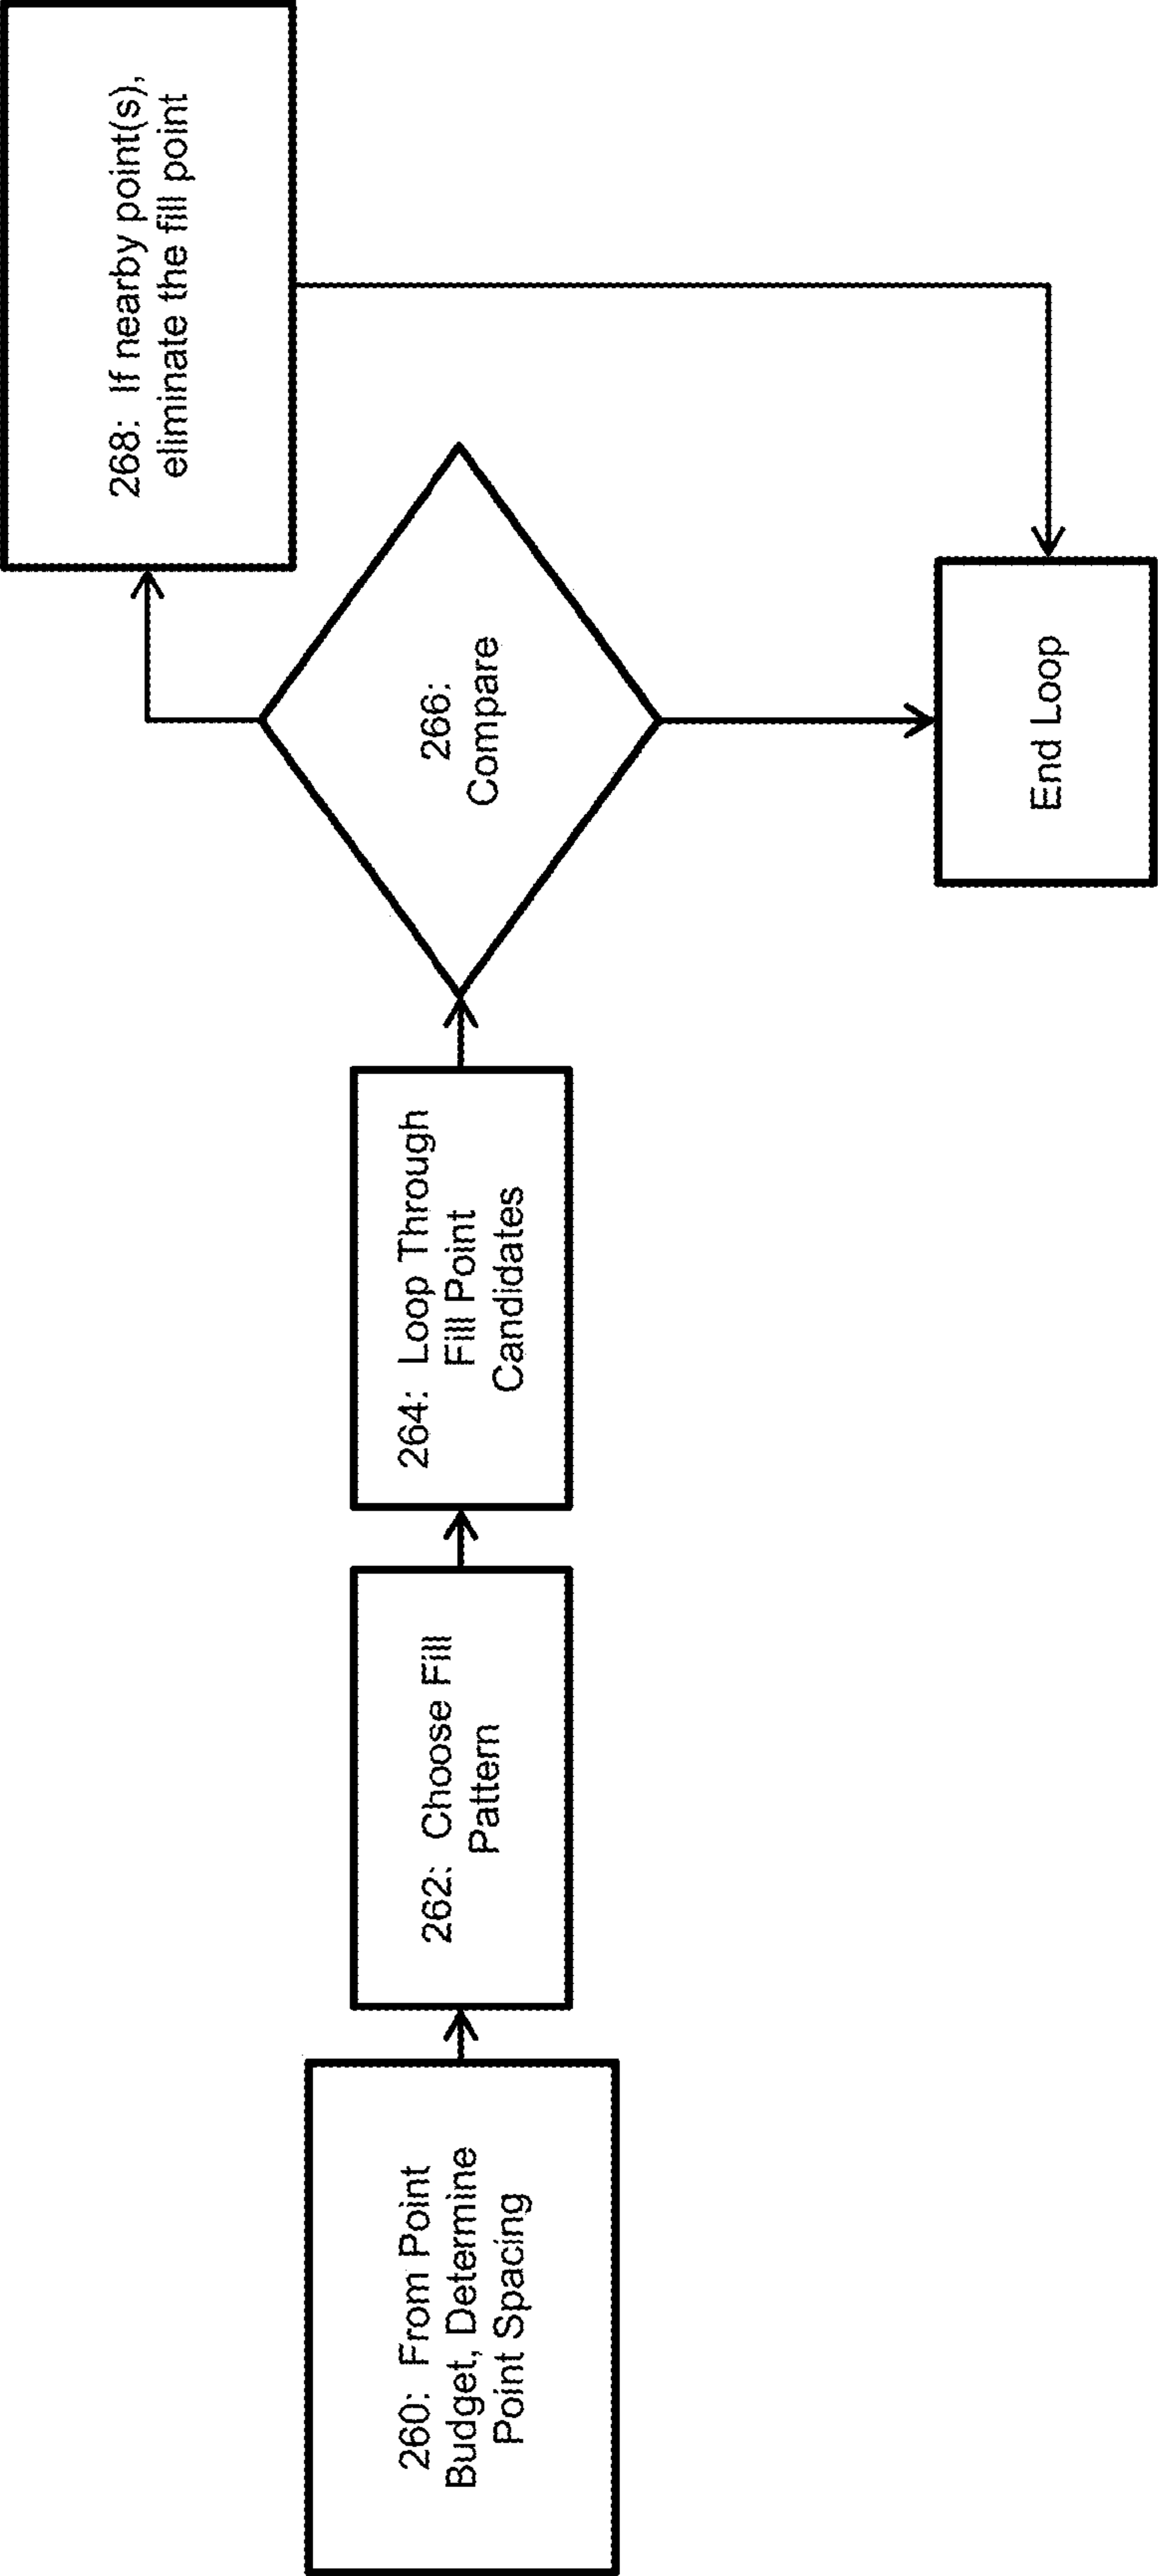 260: From Point
Budget, Determine
Point Spacing
262: Choose Fill
Pattern
264: Loop Through
Fill Point
Candidates
266:
Compare
268: If nearby point(s),
eliminate the fill point
End Loop